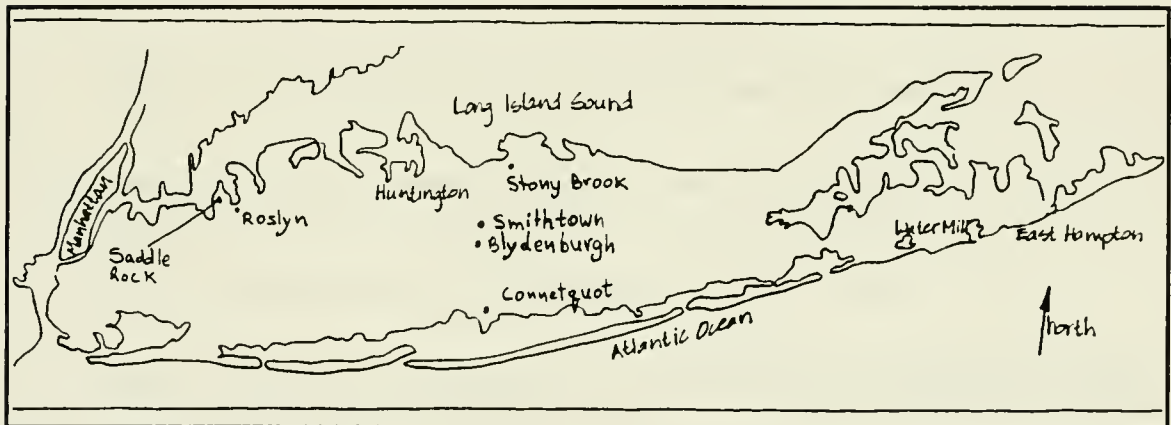 Long Island Sound
Manhattan
Saddle
Rock
Roslyn
Huntington
Stony Brook
Smithtown
Blydenburgh
Connetquot
Atlantic Ocean
Water Mill
East Hampton
north